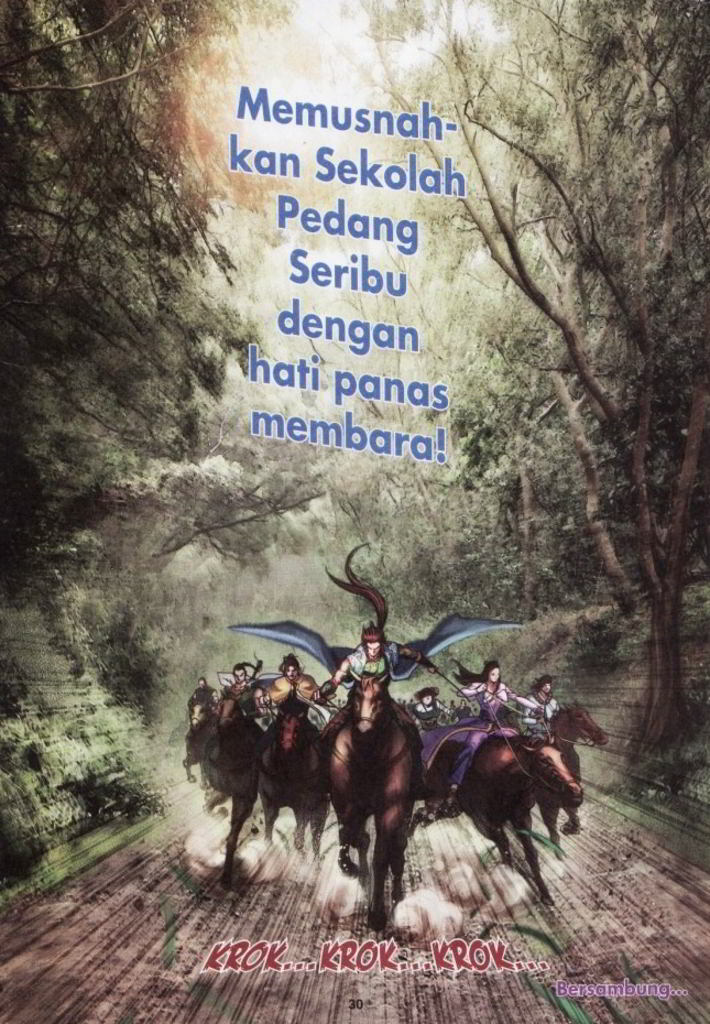 Memusnah-
kan Sekolah
Pedang
Seribu
dengan
hati panas
membara!
KROK...KROK...KROK...
Bersambung...
30